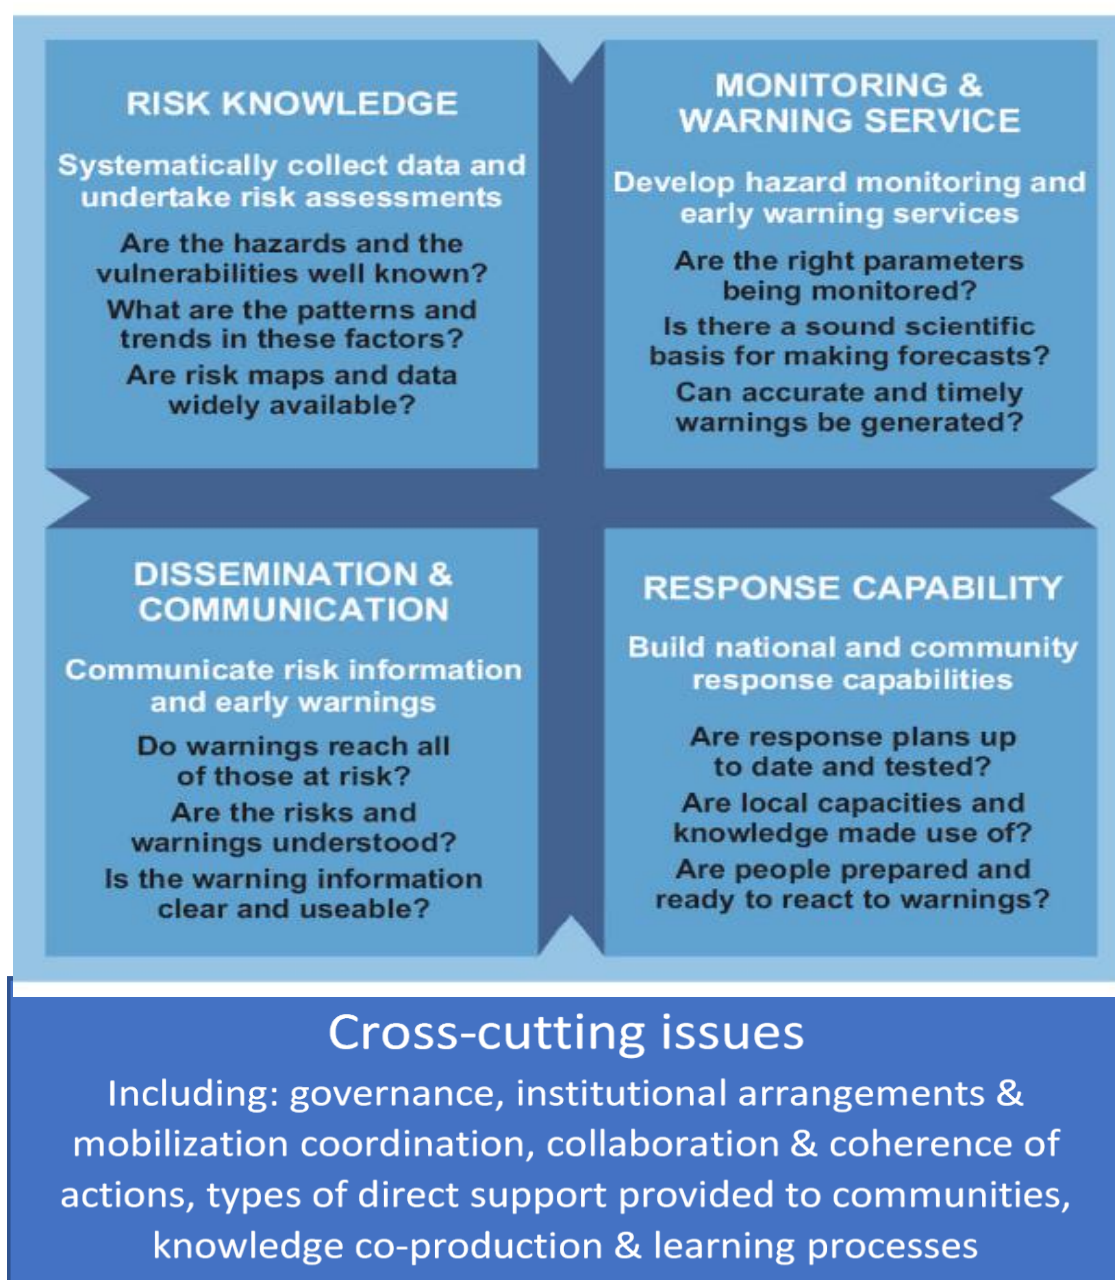 RISK KNOWLEDGE
Systematically collect data and
undertake risk assessments
Are the hazards and the
vulnerabilities well known?
What are the patterns and
trends in these factors?
Are risk maps and data
widely available?
MONITORING &
WARNING SERVICE
Develop hazard monitoring and
early warning services
Are the right parameters
being monitored?
Is there a sound scientific
basis for making forecasts?
Can accurate and timely
warnings be generated?
DISSEMINATION &
COMMUNICATION
Communicate risk information
and early warnings
Do warnings reach all
of those at risk?
Are the risks and
warnings understood?
Is the warning information
clear and useable?
RESPONSE CAPABILITY
Build national and community
response capabilities
Are response plans up
to date and tested?
Are local capacities and
knowledge made use of?
Are people prepared and
ready to react to warnings?
Cross-cutting issues
Including: governance, institutional arrangements &
mobilization coordination, collaboration & coherence of
actions, types of direct support provided to communities,
knowledge co-production & learning processes